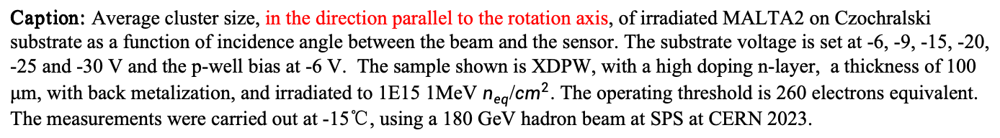 Caption: Average cluster size, in the direction parallel to the rotation axis, of irradiated MALTA2 on Czochralski
substrate as a function of incidence angle between the beam and the sensor. The substrate voltage is set at -6, -9, -15, -20,
-25 and -30 V and the p-well bias at -6 V.  The sample shown is XDPW, with a high doping n-layer,  a thickness of 100
µm, with back metalization, and irradiated to 1E15 1MeV n_eq/cm². The operating threshold is 260 electrons equivalent.
The measurements were carried out at -15℃, using a 180 GeV hadron beam at SPS at CERN 2023.